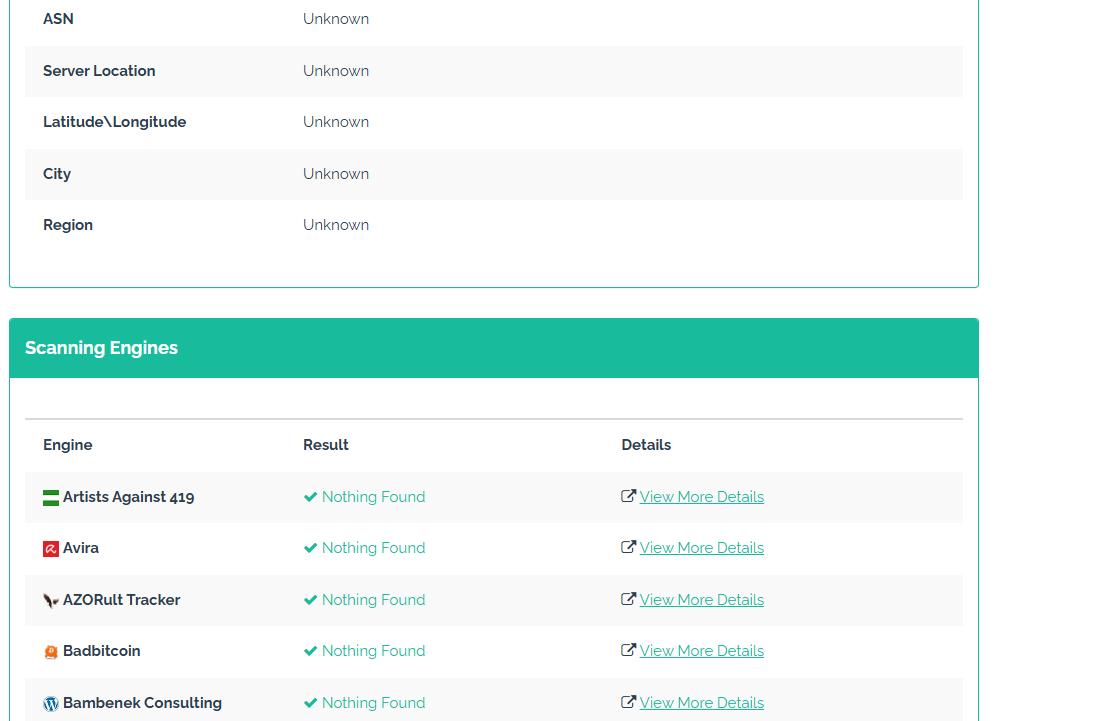 ASN Unknown
Server Location Unknown
Latitude\Longitude Unknown
City Unknown
Region Unknown
Scanning Engines
Engine Result Details
Artists Against 419 Nothing Found View More Details
Avira Nothing Found View More Details
AZORult Tracker Nothing Found View More Details
Badbitcoin Nothing Found View More Details
Bambenek Consulting Nothing Found View More Details